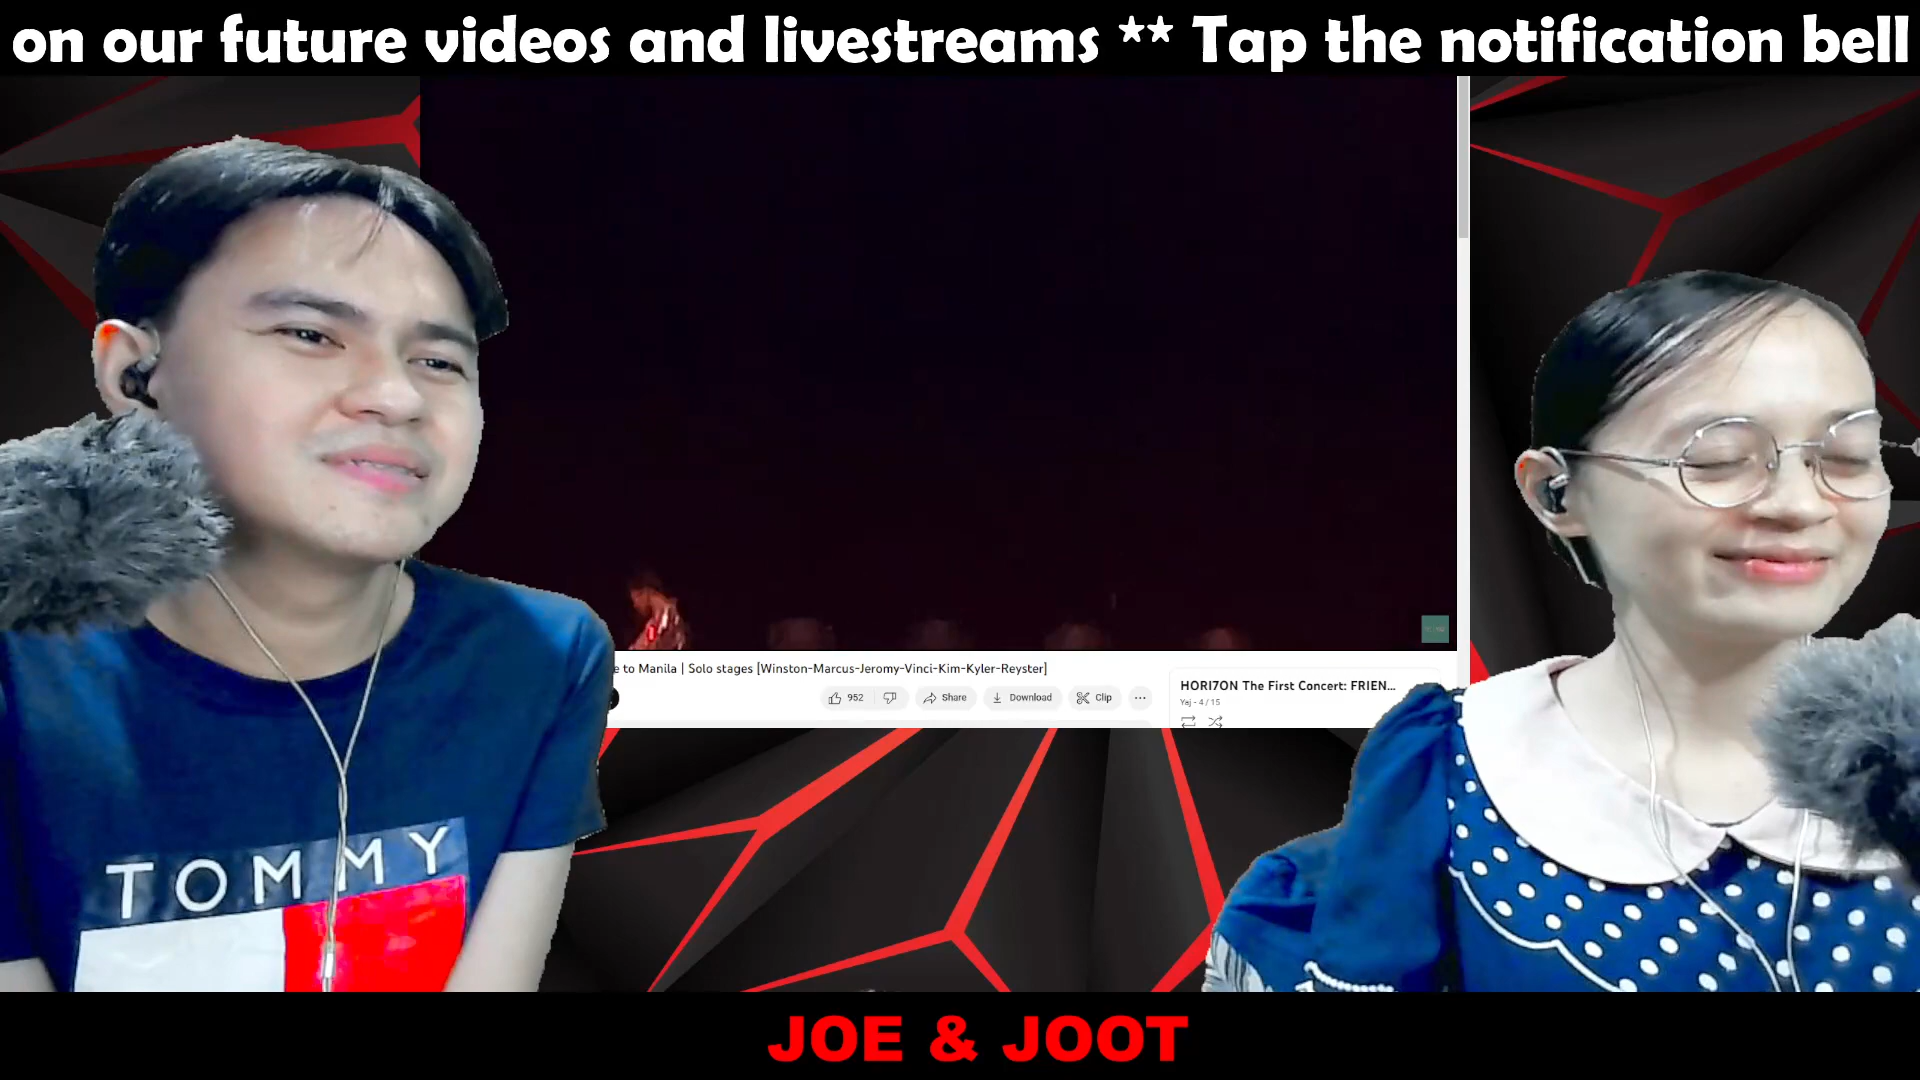 on our future videos and livestreams ** Tap the notification bell
e to Manila | Solo stages [Winston-Marcus-Jeromy-Vinci-Kim-Kyler-Reyster]
952 Share Download Clip ...
HORI7ON The First Concert: FRIEN...
Yaj - 4 / 15
TOMMY
JOE & JOOT